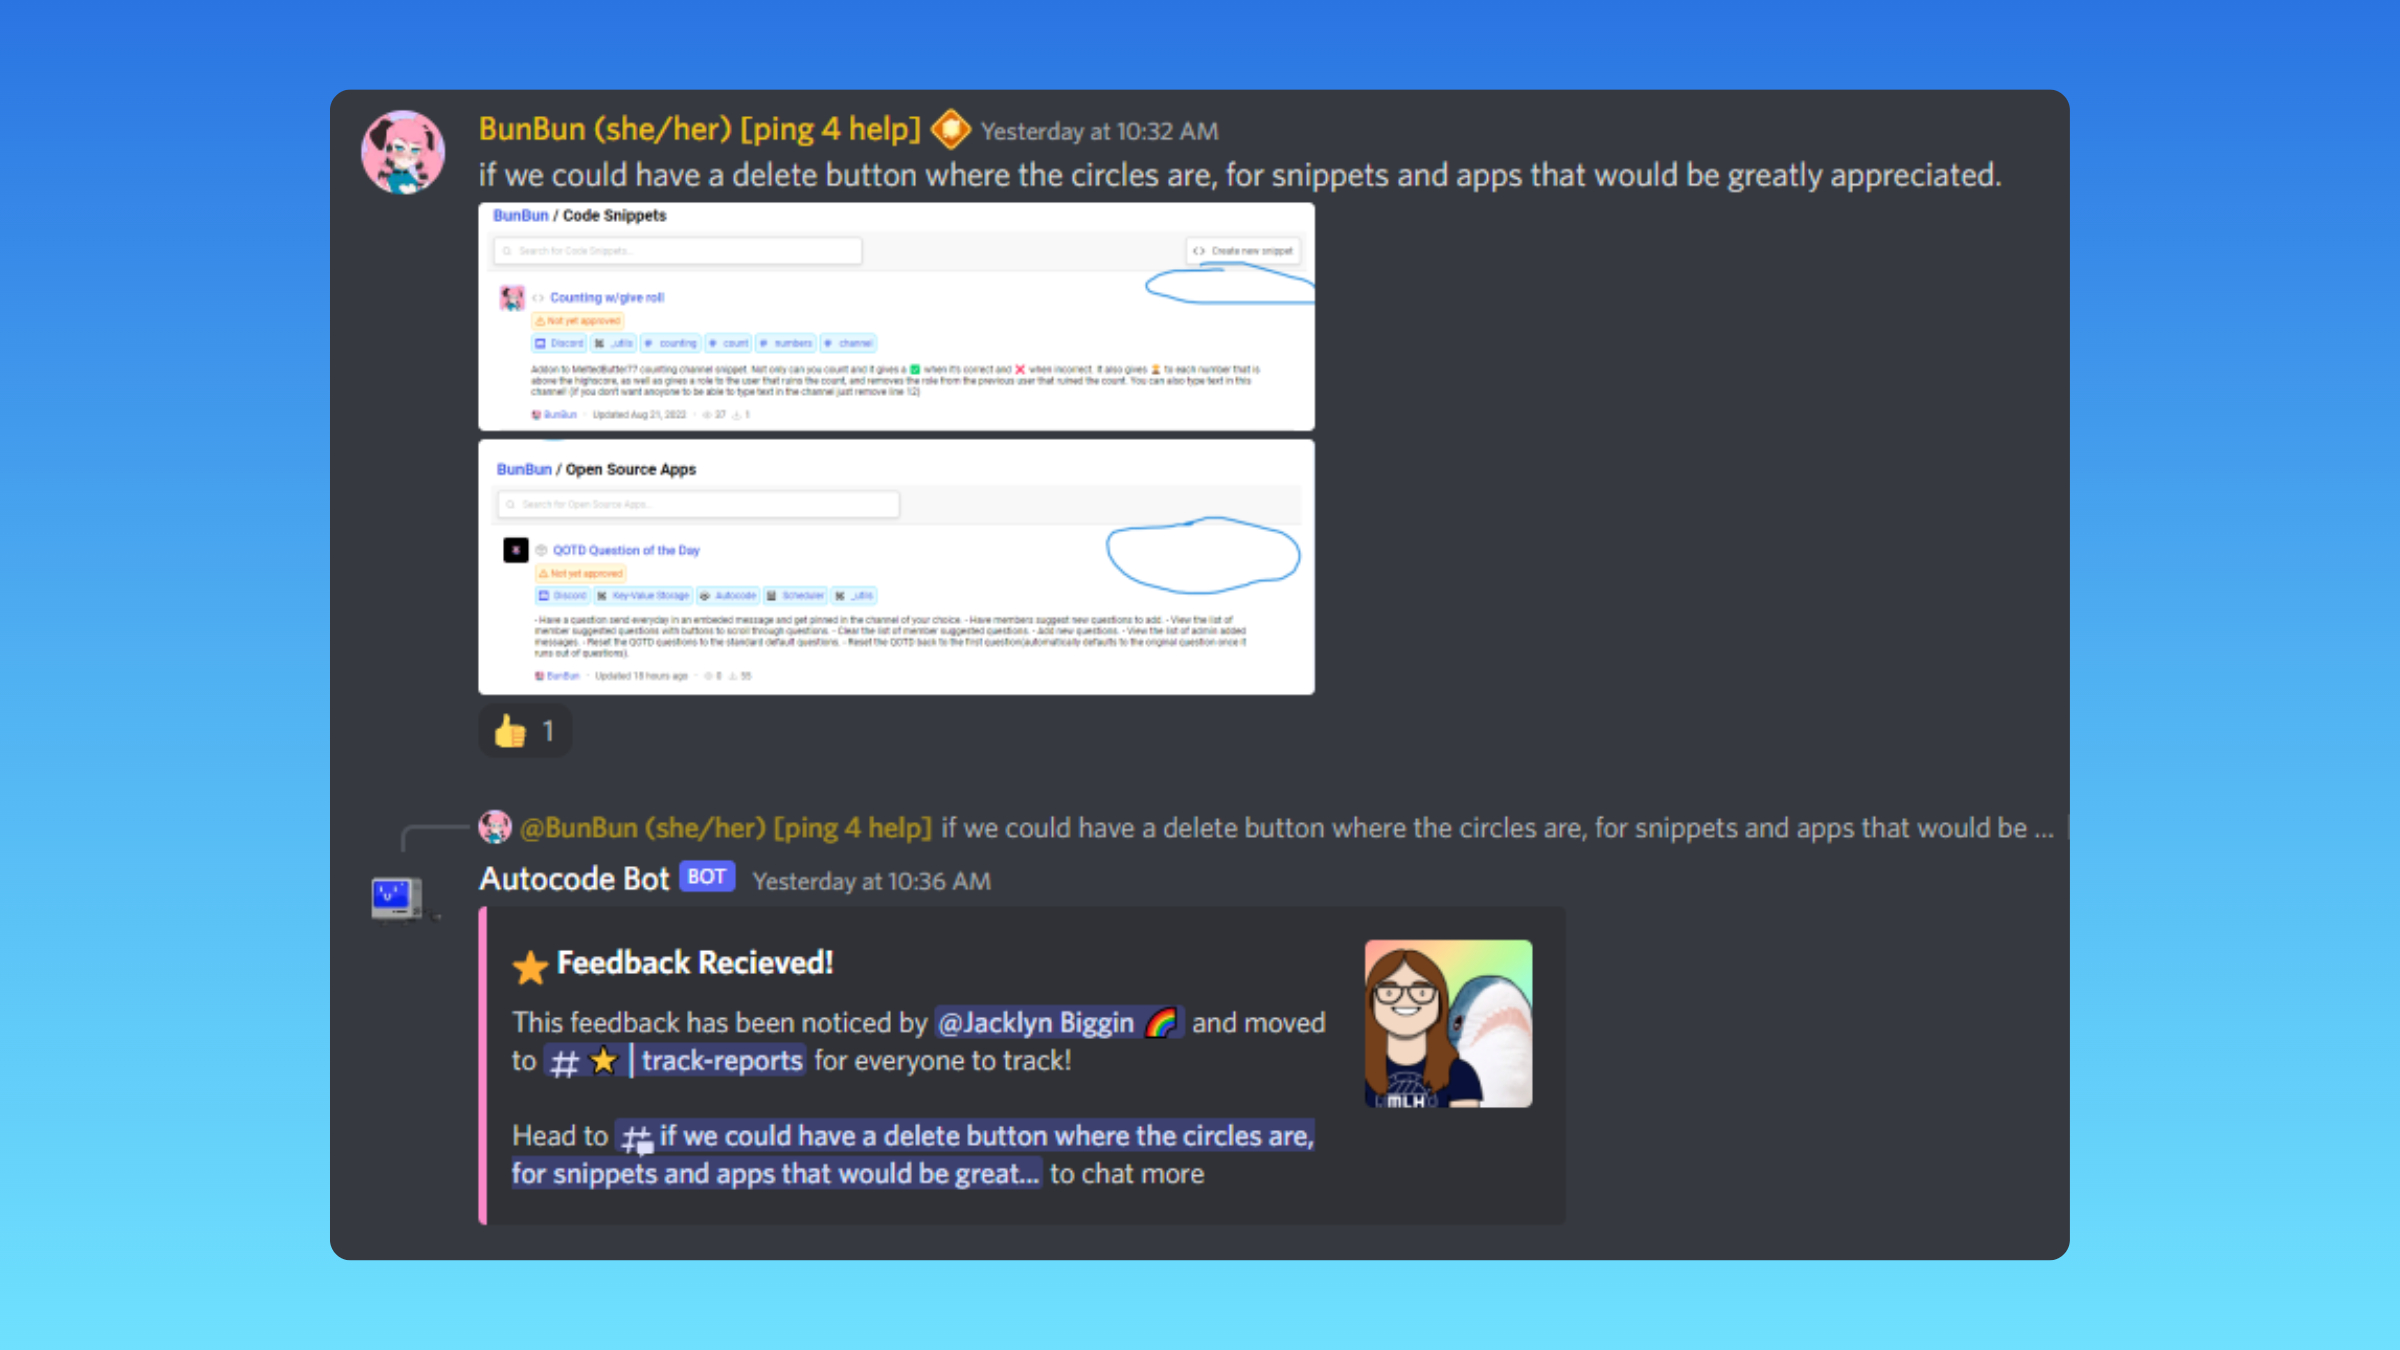 BunBun (she/her) [ping 4 help] Yesterday at 10:32 AM
if we could have a delete button where the circles are, for snippets and apps that would be greatly appreciated.
BunBun / Code Snippets
Search for Code Snippets...
<> Create new snippet
<> Counting w/give roll
Not yet approved
Discord _utils # counting # count # numbers # channel
Addon to MeltedButter77 counting channel snippet. Not only can you count and it gives a ✅ when it's correct and ❌ when incorrect. It also gives to each number that is
above the highscore, as well as gives a role to the user that ruins the count, and removes the role from the previous user that ruined the count. You can also type text in this
channel! (if you don't want anoyone to be able to type text in the channel just remove line 12)
BunBun · Updated Aug 21, 2022 · 37 1
BunBun / Open Source Apps
Search for Open Source Apps...
QOTD Question of the Day
Not yet approved
Discord Key-Value Storage Autocode Scheduler _utils
- Have a question send everyday in an embeded message and get pinned in the channel of your choice. - Have members suggest new questions to add. - View the list of
member suggested questions with buttons to scroll through questions. - Clear the list of member suggested questions. - Add new questions. - View the list of admin added
messages. - Reset the QOTD questions to the standard default questions. - Reset the QOTD back to the first question(automatically defaults to the original question once it
runs out of questions).
BunBun · Updated 18 hours ago · 8 55
👍 1
@BunBun (she/her) [ping 4 help] if we could have a delete button where the circles are, for snippets and apps that would be ...
Autocode Bot BOT Yesterday at 10:36 AM
⭐ Feedback Recieved!
This feedback has been noticed by @Jacklyn Biggin 🌈 and moved
to # ⭐ | track-reports for everyone to track!
MLH
Head to # if we could have a delete button where the circles are,
for snippets and apps that would be great... to chat more